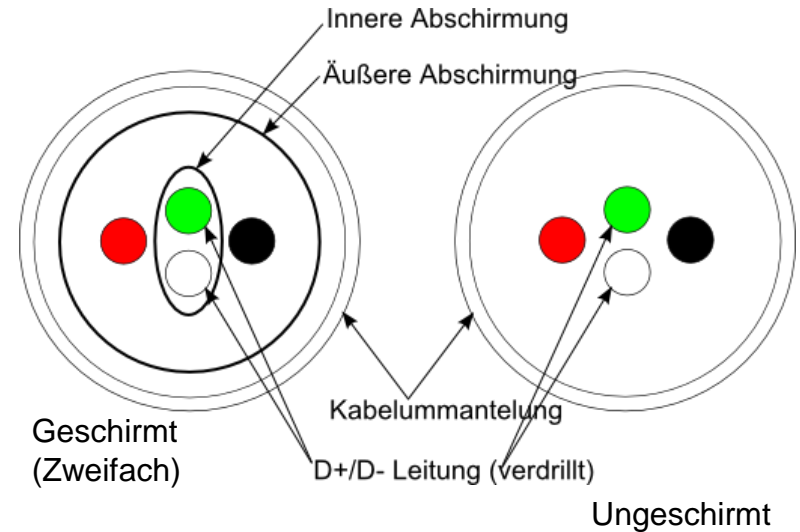 Innere Abschirmung
Äußere Abschirmung
Kabelummantelung
Geschirmt
(Zweifach)
D+/D- Leitung (verdrillt)
Ungeschirmt